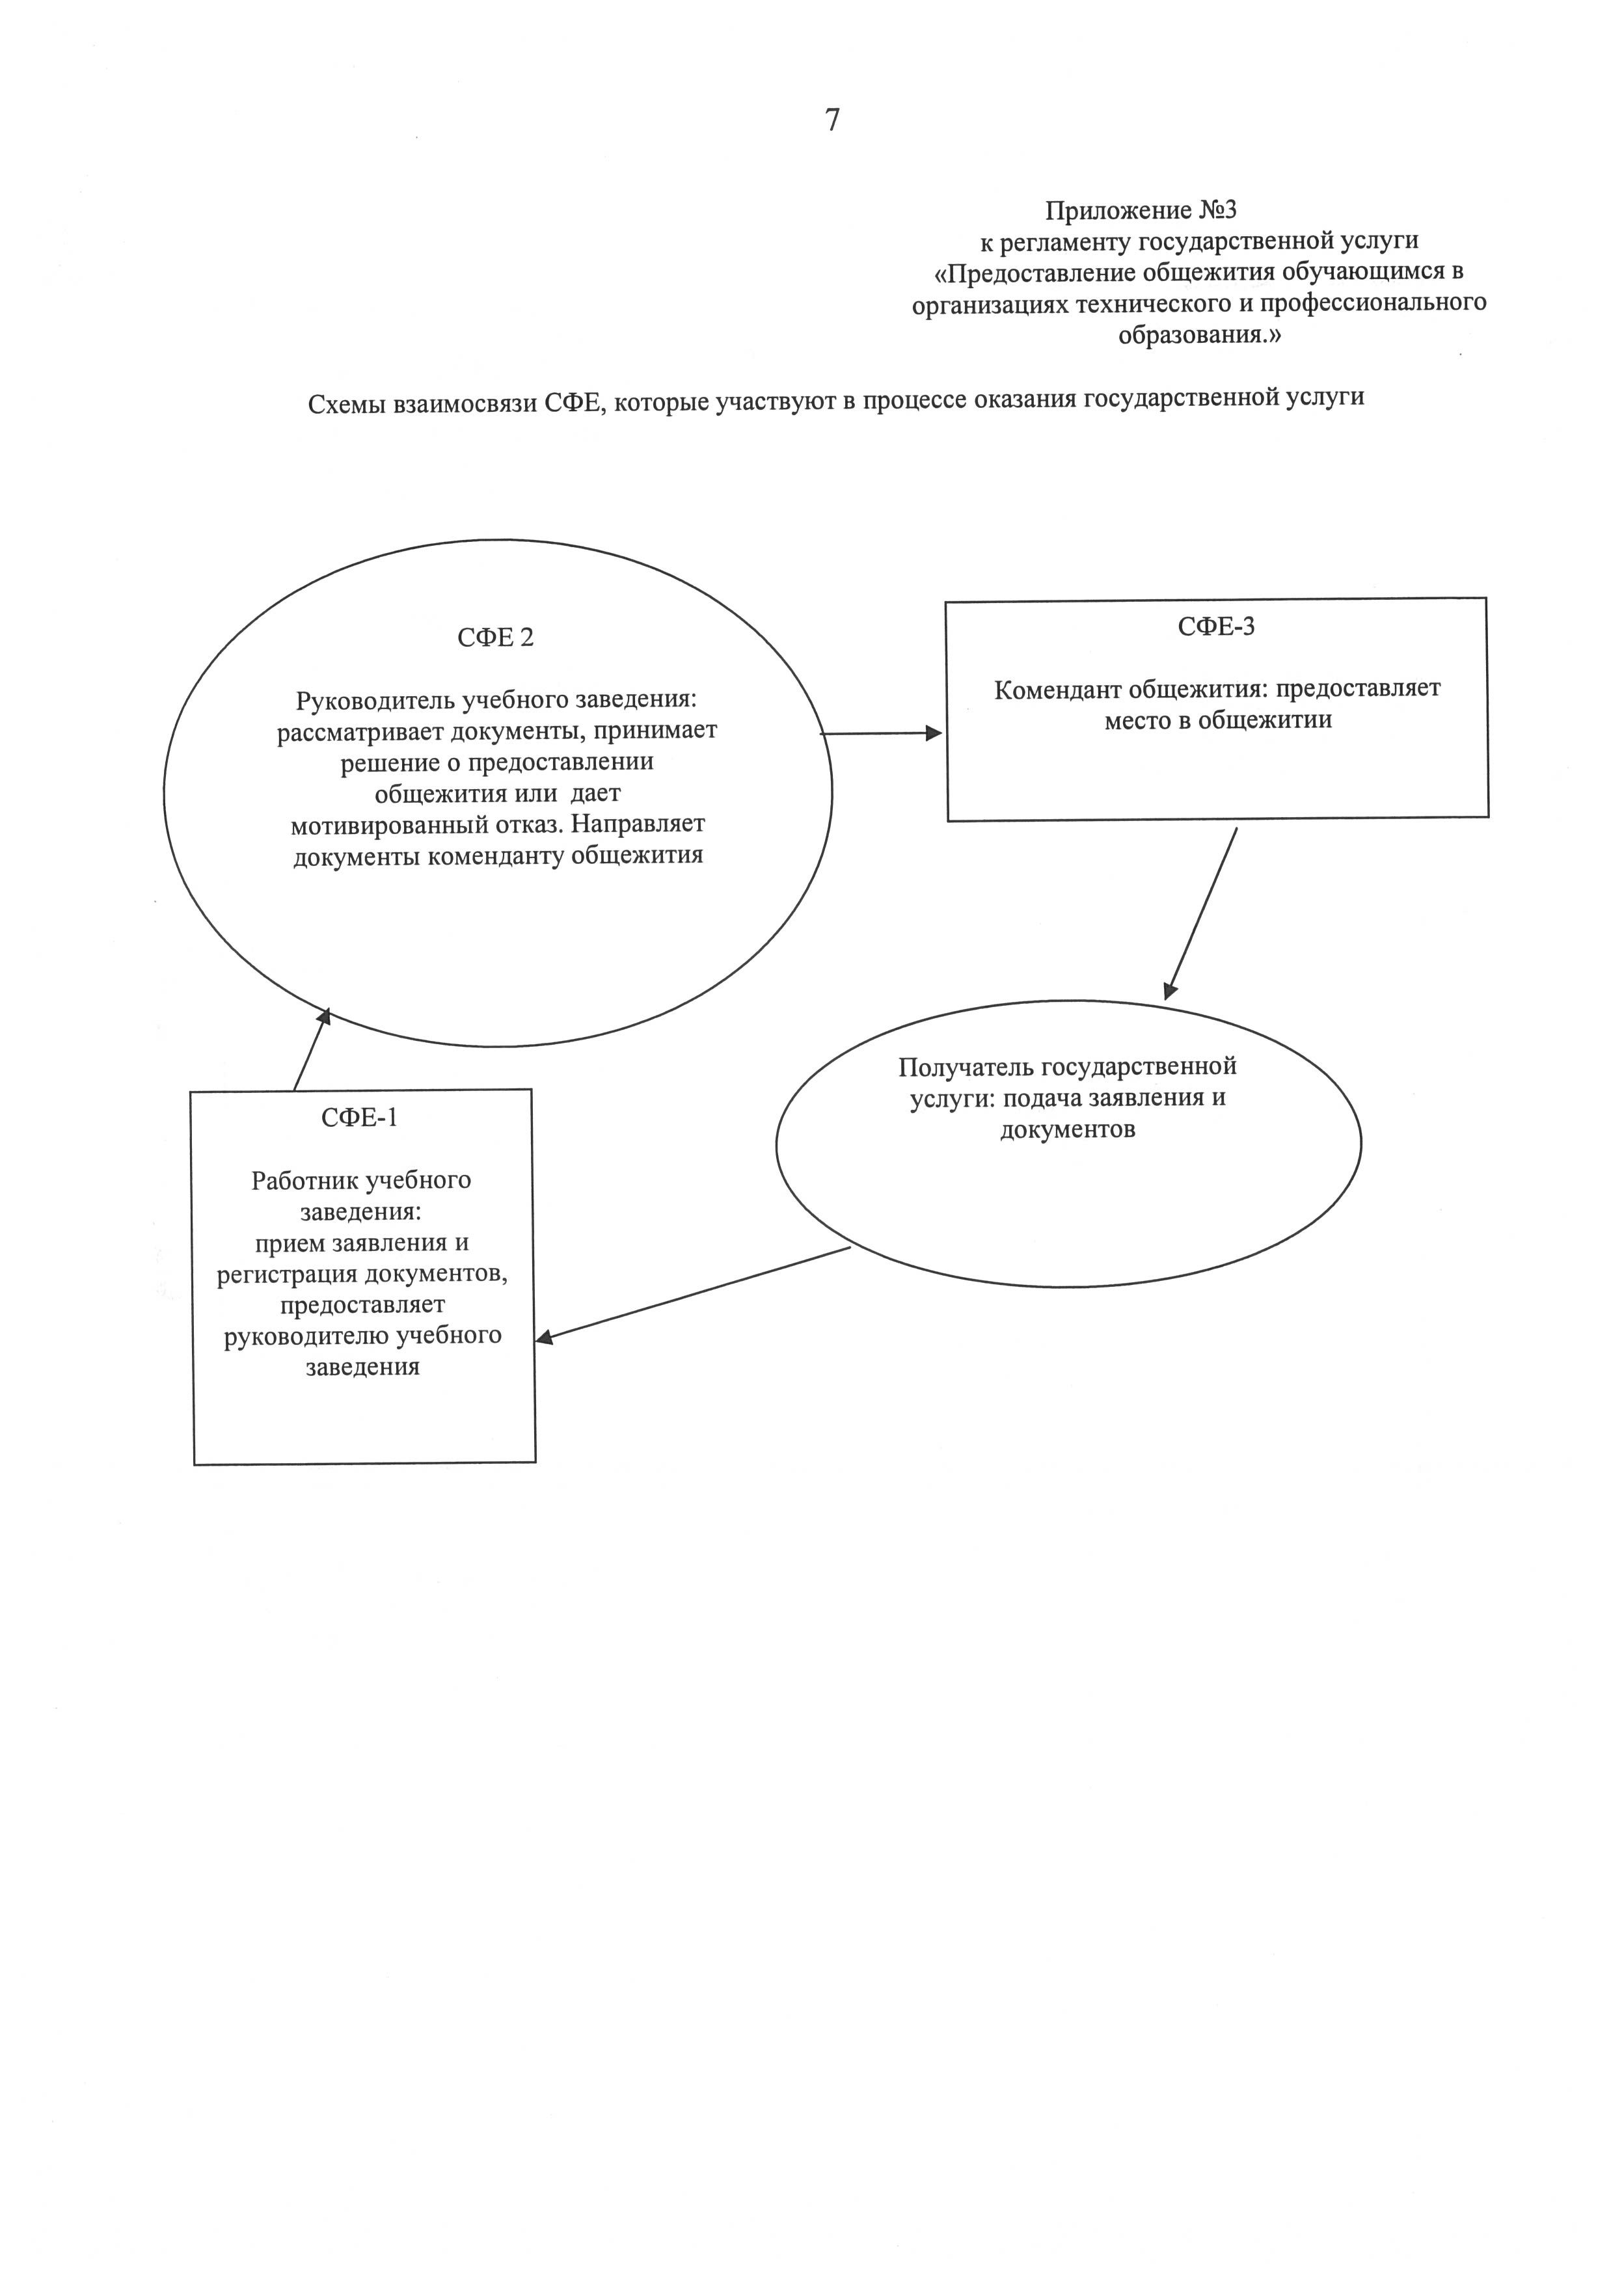 7
Приложение №3
к регламенту государственной услуги
«Предоставление общежития обучающимся в
организациях технического и профессионального
образования.»
Схемы взаимосвязи СФЕ, которые участвуют в процессе оказания государственной услуги
СФЕ 2
Руководитель учебного заведения:
рассматривает документы, принимает
решение о предоставлении
общежития или дает
мотивированный отказ. Направляет
документы коменданту общежития
СФЕ-3
Комендант общежития: предоставляет
место в общежитии
Получатель государственной
услуги: подача заявления и
документов
СФЕ-1
Работник учебного
заведения:
прием заявления и
регистрация документов,
предоставляет
руководителю учебного
заведения